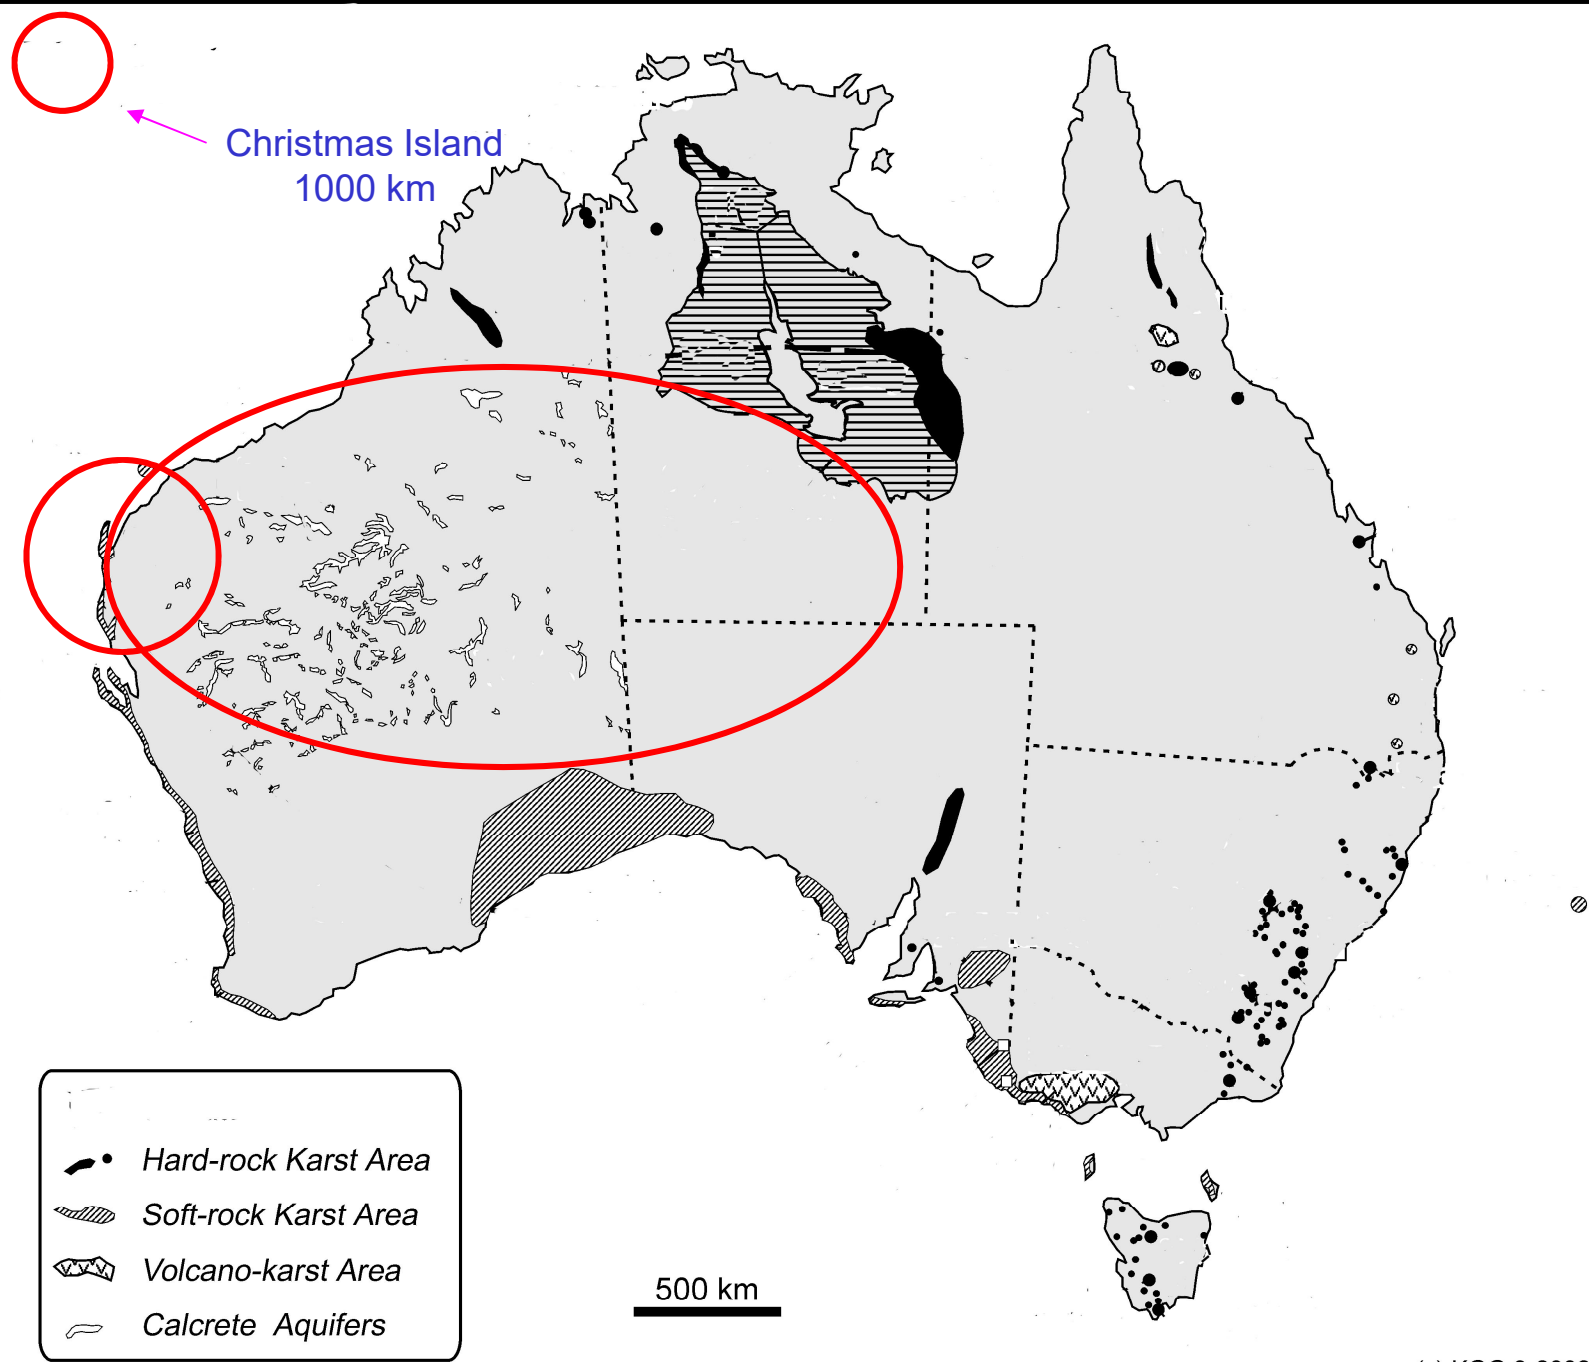 Christmas Island
1000 km
Hard-rock Karst Area
Soft-rock Karst Area
Volcano-karst Area
Calcrete Aquifers
500 km